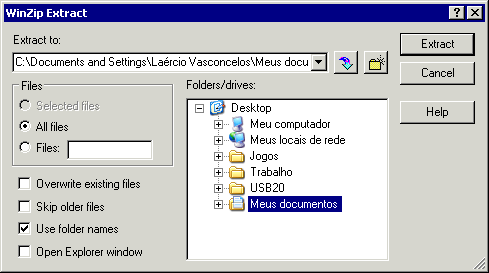 WinZip Extract
Extract to:
C:\Documents and Settings\Laércio Vasconcelos\Meus docu
Extract
Cancel
Help
Files
Selected files
All files
Files:
Overwrite existing files
Skip older files
Use folder names
Open Explorer window
Folders/drives:
Desktop
Meu computador
Meus locais de rede
Jogos
Trabalho
USB20
Meus documentos